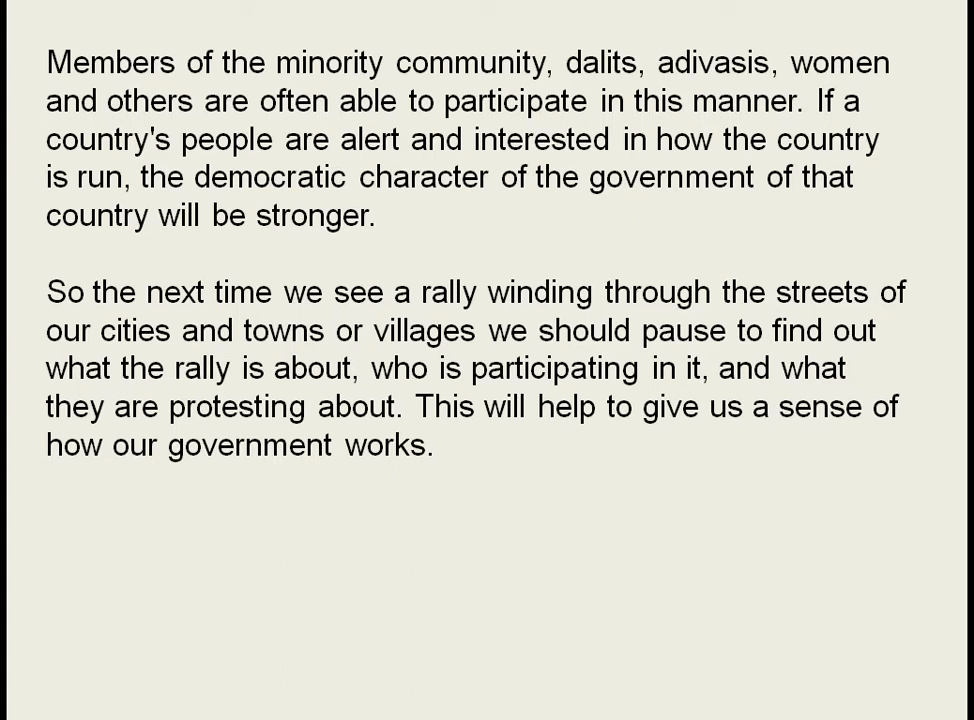 Members of the minority community, dalits, adivasis, women
and others are often able to participate in this manner. If a
country's people are alert and interested in how the country
is run, the democratic character of the government of that
country will be stronger.
So the next time we see a rally winding through the streets of
our cities and towns or villages we should pause to find out
what the rally is about, who is participating in it, and what
they are protesting about. This will help to give us a sense of
how our government works.